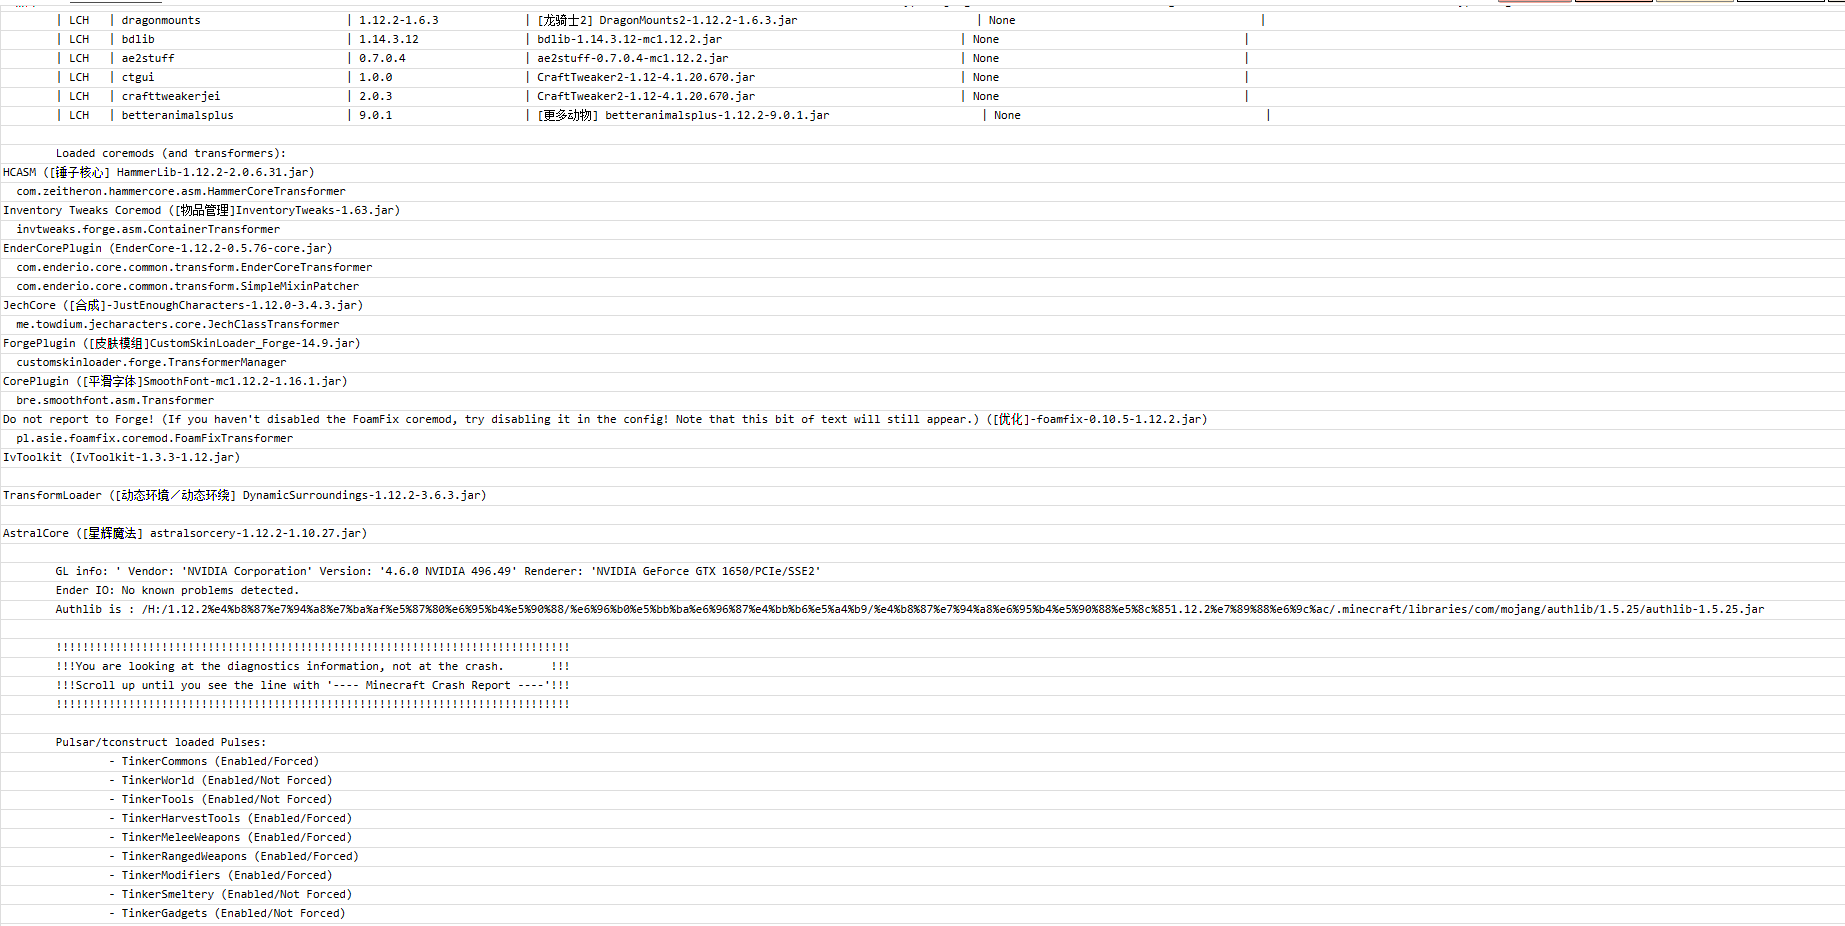 | LCH | dragonmounts | 1.12.2-1.6.3 | [龙骑士2] DragonMounts2-1.12.2-1.6.3.jar | None |
| LCH | bdlib | 1.14.3.12 | bdlib-1.14.3.12-mc1.12.2.jar | None |
| LCH | ae2stuff | 0.7.0.4 | ae2stuff-0.7.0.4-mc1.12.2.jar | None |
| LCH | ctgui | 1.0.0 | CraftTweaker2-1.12-4.1.20.670.jar | None |
| LCH | crafttweakerjei | 2.0.3 | CraftTweaker2-1.12-4.1.20.670.jar | None |
| LCH | betteranimalsplus | 9.0.1 | [更多动物] betteranimalsplus-1.12.2-9.0.1.jar | None |
Loaded coremods (and transformers):
HCASM ([锤子核心] HammerLib-1.12.2-2.0.6.31.jar)
com.zeitheron.hammercore.asm.HammerCoreTransformer
Inventory Tweaks Coremod ([物品管理]InventoryTweaks-1.63.jar)
invtweaks.forge.asm.ContainerTransformer
EnderCorePlugin (EnderCore-1.12.2-0.5.76-core.jar)
com.enderio.core.common.transform.EnderCoreTransformer
com.enderio.core.common.transform.SimpleMixinPatcher
JechCore ([合成]-JustEnoughCharacters-1.12.0-3.4.3.jar)
me.towdium.jecharacters.core.JechClassTransformer
ForgePlugin ([皮肤模组]CustomSkinLoader_Forge-14.9.jar)
customskinloader.forge.TransformerManager
CorePlugin ([平滑字体]SmoothFont-mc1.12.2-1.16.1.jar)
bre.smoothfont.asm.Transformer
Do not report to Forge! (If you haven't disabled the FoamFix coremod, try disabling it in the config! Note that this bit of text will still appear.) ([优化]-foamfix-0.10.5-1.12.2.jar)
pl.asie.foamfix.coremod.FoamFixTransformer
IvToolkit (IvToolkit-1.3.3-1.12.jar)
TransformLoader ([动态环境／动态环绕] DynamicSurroundings-1.12.2-3.6.3.jar)
AstralCore ([星辉魔法] astralsorcery-1.12.2-1.10.27.jar)
GL info: ' Vendor: 'NVIDIA Corporation' Version: '4.6.0 NVIDIA 496.49' Renderer: 'NVIDIA GeForce GTX 1650/PCIe/SSE2'
Ender IO: No known problems detected.
Authlib is : /H:/1.12.2%e4%b8%87%e7%94%a8%e7%ba%af%e5%87%80%e6%95%b4%e5%90%88/%e6%96%b0%e5%bb%ba%e6%96%87%e4%bb%b6%e5%a4%b9/%e4%b8%87%e7%94%a8%e6%95%b4%e5%90%88%e5%8c%851.12.2%e7%89%88%e6%9c%ac/.minecraft/libraries/com/mojang/authlib/1.5.25/authlib-1.5.25.jar
!!!!!!!!!!!!!!!!!!!!!!!!!!!!!!!!!!!!!!!!!!!!!!!!!!!!!!!!!!!!!!!!!!!!!!!!!!!!!!
!!!You are looking at the diagnostics information, not at the crash.       !!!
!!!Scroll up until you see the line with '---- Minecraft Crash Report ----'!!!
!!!!!!!!!!!!!!!!!!!!!!!!!!!!!!!!!!!!!!!!!!!!!!!!!!!!!!!!!!!!!!!!!!!!!!!!!!!!!!
Pulsar/tconstruct loaded Pulses:
- TinkerCommons (Enabled/Forced)
- TinkerWorld (Enabled/Not Forced)
- TinkerTools (Enabled/Not Forced)
- TinkerHarvestTools (Enabled/Forced)
- TinkerMeleeWeapons (Enabled/Forced)
- TinkerRangedWeapons (Enabled/Forced)
- TinkerModifiers (Enabled/Forced)
- TinkerSmeltery (Enabled/Not Forced)
- TinkerGadgets (Enabled/Not Forced)